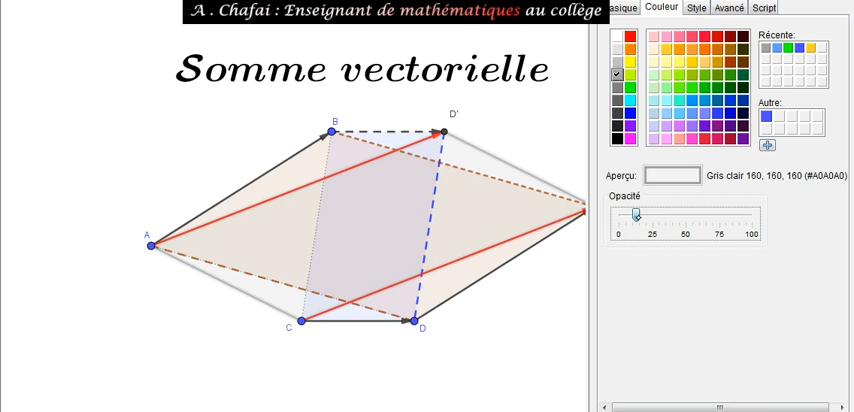 A . Chafai : Enseignant de mathématiques au collège
asique Couleur Style Avancé Script
Somme vectorielle
Récente:
Autre:
Aperçu: Gris clair 160, 160, 160 (#A0A0A0)
Opacité
0 25 50 75 100
B
D'
A
C
D